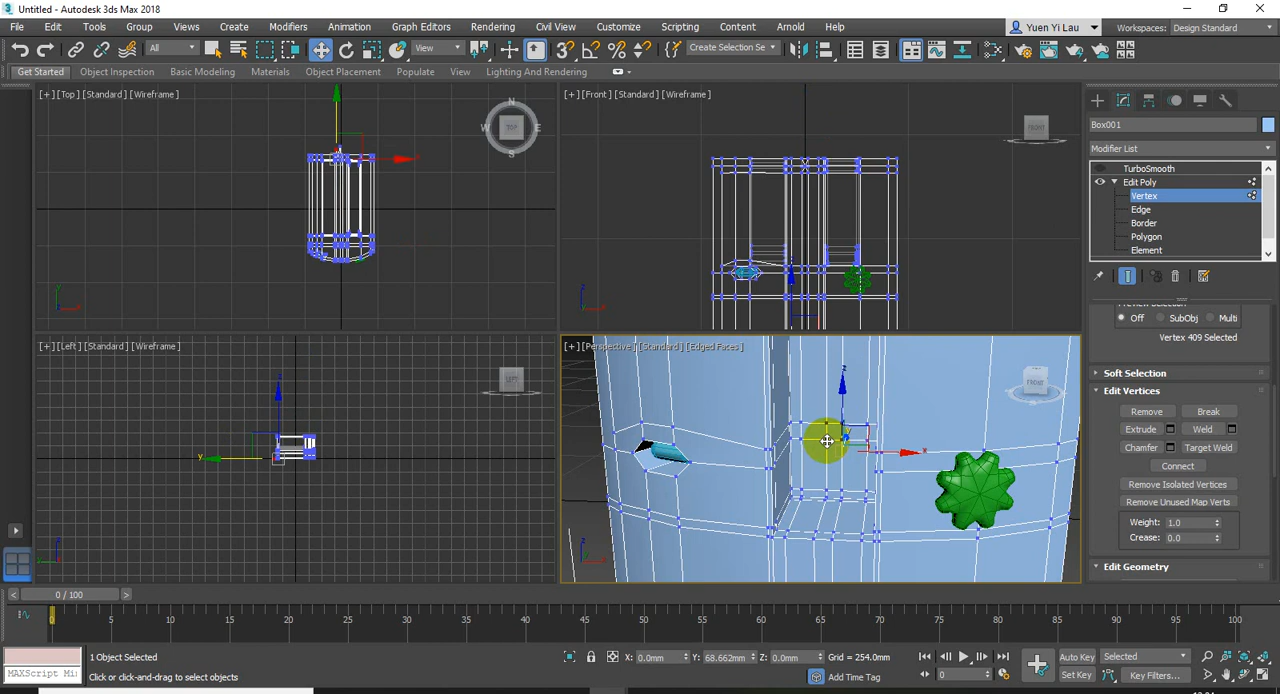 Untitled - Autodesk 3ds Max 2018
File Edit Tools Group Views Create Modifiers Animation Graph Editors Rendering Civil View Customize Scripting Content Arnold Help Yuen Yi Lau Workspaces: Design Standard
All View Create Selection Se
Get Started Object Inspection Basic Modeling Materials Object Placement Populate View Lighting And Rendering
[+] [Top] [Standard] [Wireframe]
N
W TOP E
S
[+] [Front] [Standard] [Wireframe]
FRONT
[+] [Left] [Standard] [Wireframe]
LEFT
[+] [Perspective] [Standard] [Edged Faces]
FRONT
Box001
Modifier List
TurboSmooth
Edit Poly
Vertex
Edge
Border
Polygon
Element
Preview Selection
Off SubObj Multi
Vertex 409 Selected
Soft Selection
Edit Vertices
Remove Break
Extrude Weld
Chamfer Target Weld
Connect
Remove Isolated Vertices
Remove Unused Map Verts
Weight: 1.0
Crease: 0.0
Edit Geometry
0 / 100
0 5 10 15 20 25 30 35 40 45 50 55 60 65 70 75 80 85 90 95 100
1 Object Selected X: 0.0mm Y: 68.662mm Z: 0.0mm Grid = 254.0mm Auto Key Selected
MAXScript Mi Click or click-and-drag to select objects Add Time Tag 0 Set Key Key Filters...